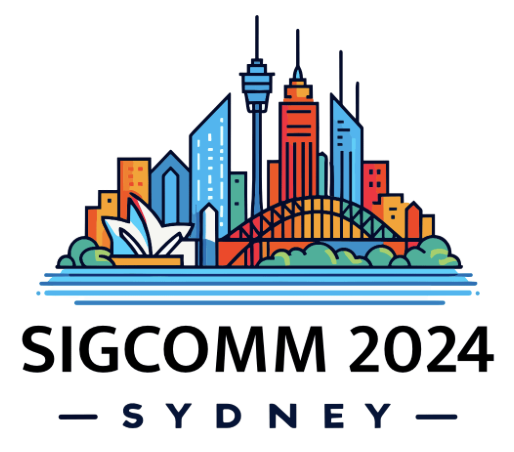 SIGCOMM 2024
— SYDNEY —